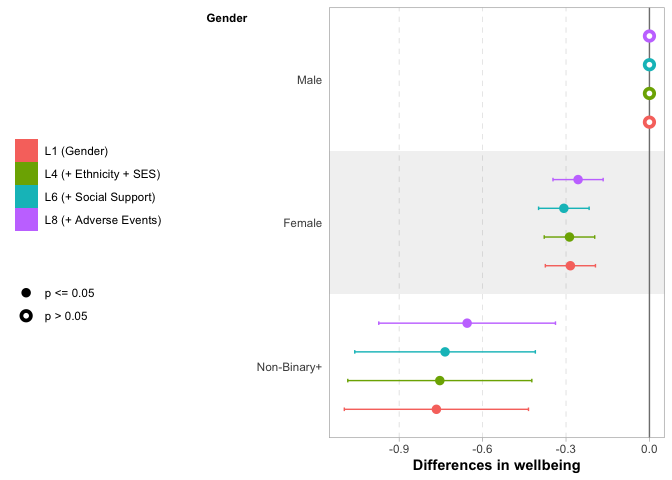 Gender
Male
Female
Non-Binary+
L1 (Gender)
L4 (+ Ethnicity + SES)
L6 (+ Social Support)
L8 (+ Adverse Events)
p <= 0.05
p > 0.05
-0.9 -0.6 -0.3 0.0
Differences in wellbeing